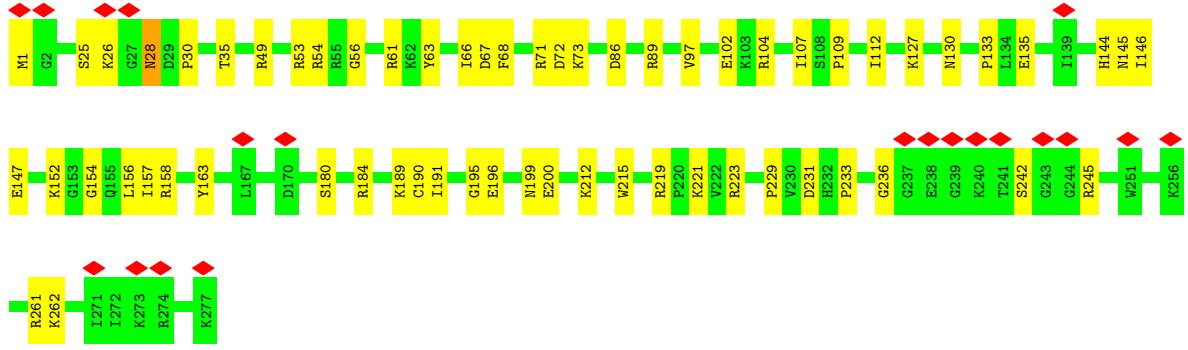 M1 G2 S25 K26 G27 N28 D29 P30 T35 R49 R53 R54 R55 G56 R61 K62 Y63 I66 D67 F68 R71 D72 K73 D86 R89 V97 E102 K103 R104 I107 S108 P109 I112 K127 N130 P133 L134 E135 I139 H144 N145 I146
E147 K152 G153 G154 Q155 L156 I157 R158 Y163 L167 D170 S180 R184 K189 C190 I191 G195 E196 N199 E200 K212 W215 R219 P220 K221 V222 R223 P229 V230 D231 H232 P233 G236 G237 E238 G239 K240 T241 S242 G243 G244 R245 W251 K256
R261 K262 I271 I272 K273 R274 K277